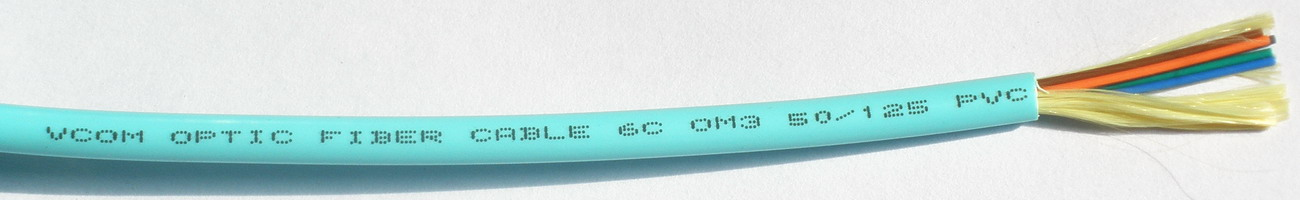 VCOM OPTIC FIBER CABLE 6C OM3 50/125 PVC